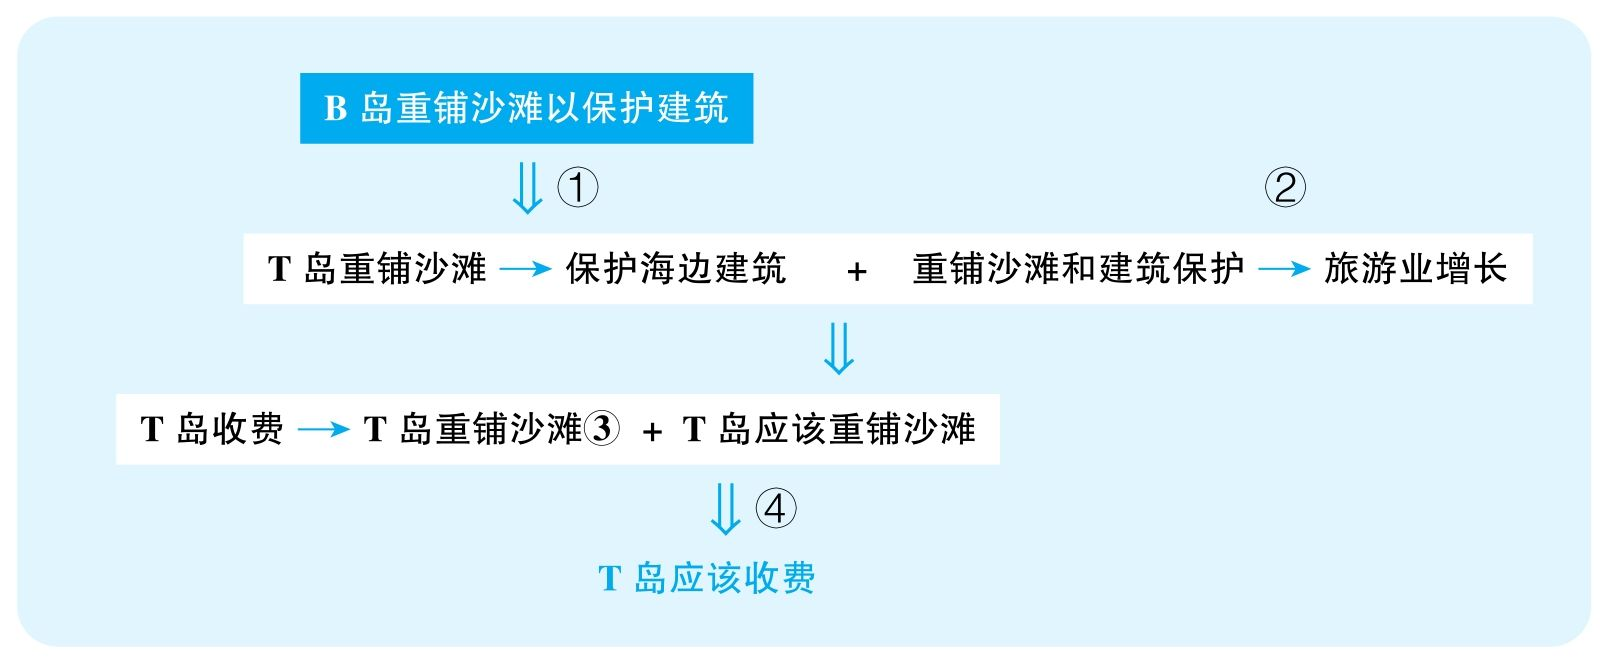 B 岛重铺沙滩以保护建筑
①
②
T 岛重铺沙滩 → 保护海边建筑 + 重铺沙滩和建筑保护 → 旅游业增长
T 岛收费 → T 岛重铺沙滩③ + T 岛应该重铺沙滩
④
T 岛应该收费